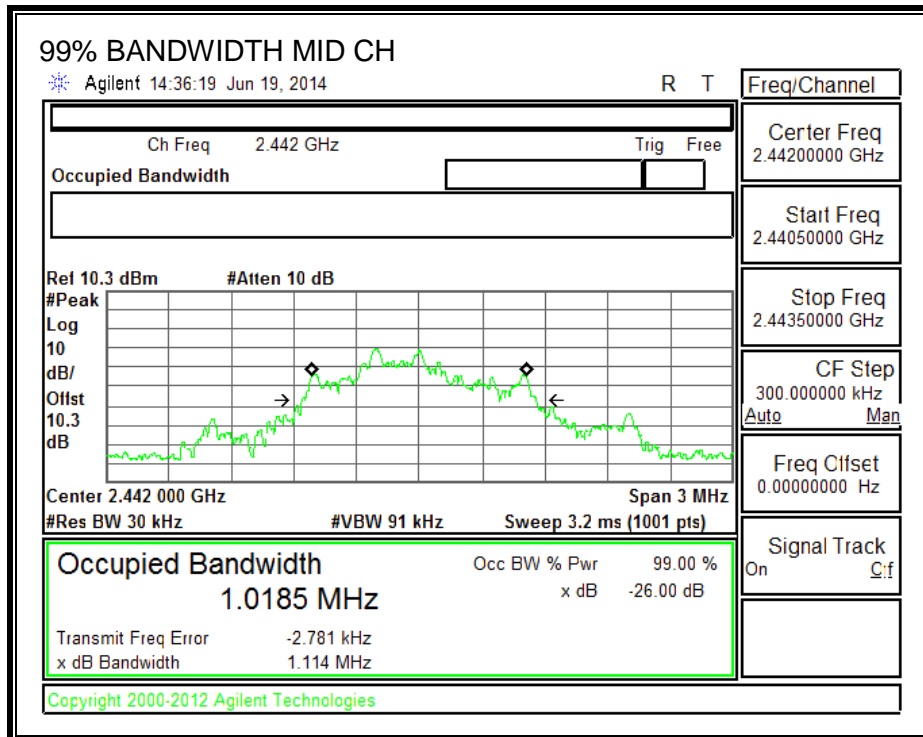 99% BANDWIDTH MID CH
Agilent 14:36:19 Jun 19, 2014 R T
Freq/Channel
Ch Freq 2.442 GHz Trig Free
Occupied Bandwidth
Center Freq
2.44200000 GHz
Start Freq
2.44050000 GHz
Stop Freq
2.44350000 GHz
CF Step
300.000000 kHz
Auto Man
Freq Offset
0.00000000 Hz
Signal Track
On Off
Ref 10.3 dBm #Atten 10 dB
#Peak
Log
10
dB/
Offst
10.3
dB
Center 2.442 000 GHz Span 3 MHz
#Res BW 30 kHz #VBW 91 kHz Sweep 3.2 ms (1001 pts)
Occupied Bandwidth
1.0185 MHz
Occ BW % Pwr 99.00 %
x dB -26.00 dB
Transmit Freq Error -2.781 kHz
x dB Bandwidth 1.114 MHz
Copyright 2000-2012 Agilent Technologies